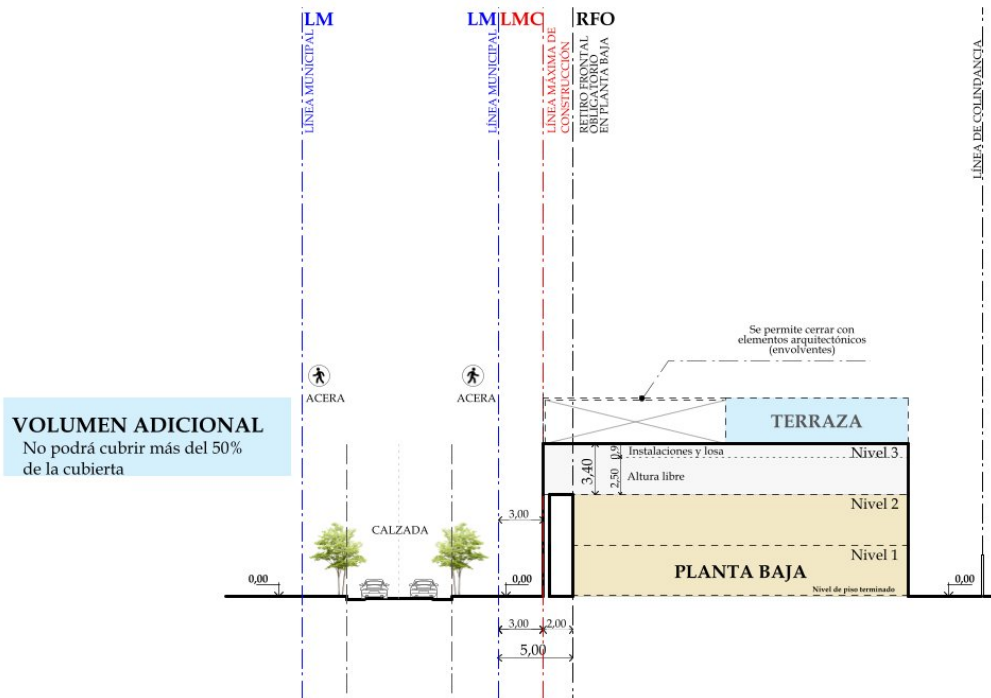 LM
LÍNEA MUNICIPAL
LM
LÍNEA MUNICIPAL
LMC
LÍNEA MÁXIMA DE
CONSTRUCCIÓN
RFO
RETIRO FRONTAL
OBLIGATORIO
EN PLANTA BAJA
LÍNEA DE COLINDANCIA
Se permite cerrar con
elementos arquitectónicos
(envolventes)
ACERA
ACERA
VOLUMEN ADICIONAL
No podrá cubrir más del 50%
de la cubierta
TERRAZA
3,40
0,9
Instalaciones y losa
Nivel 3
2,50
Altura libre
3,00
CALZADA
Nivel 2
Nivel 1
PLANTA BAJA
Nivel de piso terminado
0,00
0,00
0,00
3,00
2,00
5,00